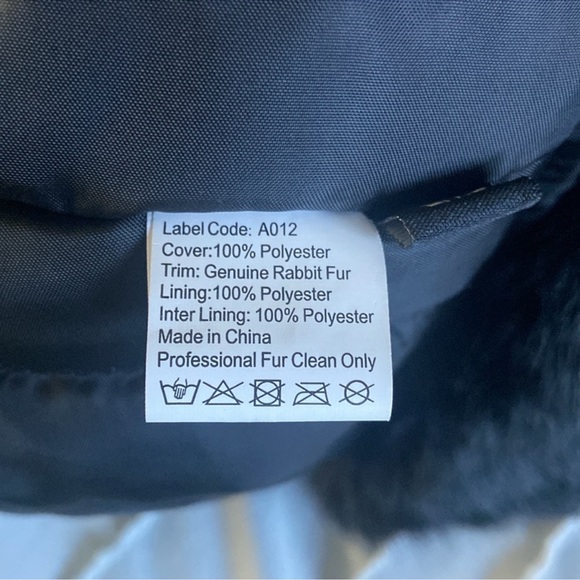 Label Code: A012
Cover:100% Polyester
Trim: Genuine Rabbit Fur
Lining:100% Polyester
Inter Lining: 100% Polyester
Made in China
Professional Fur Clean Only